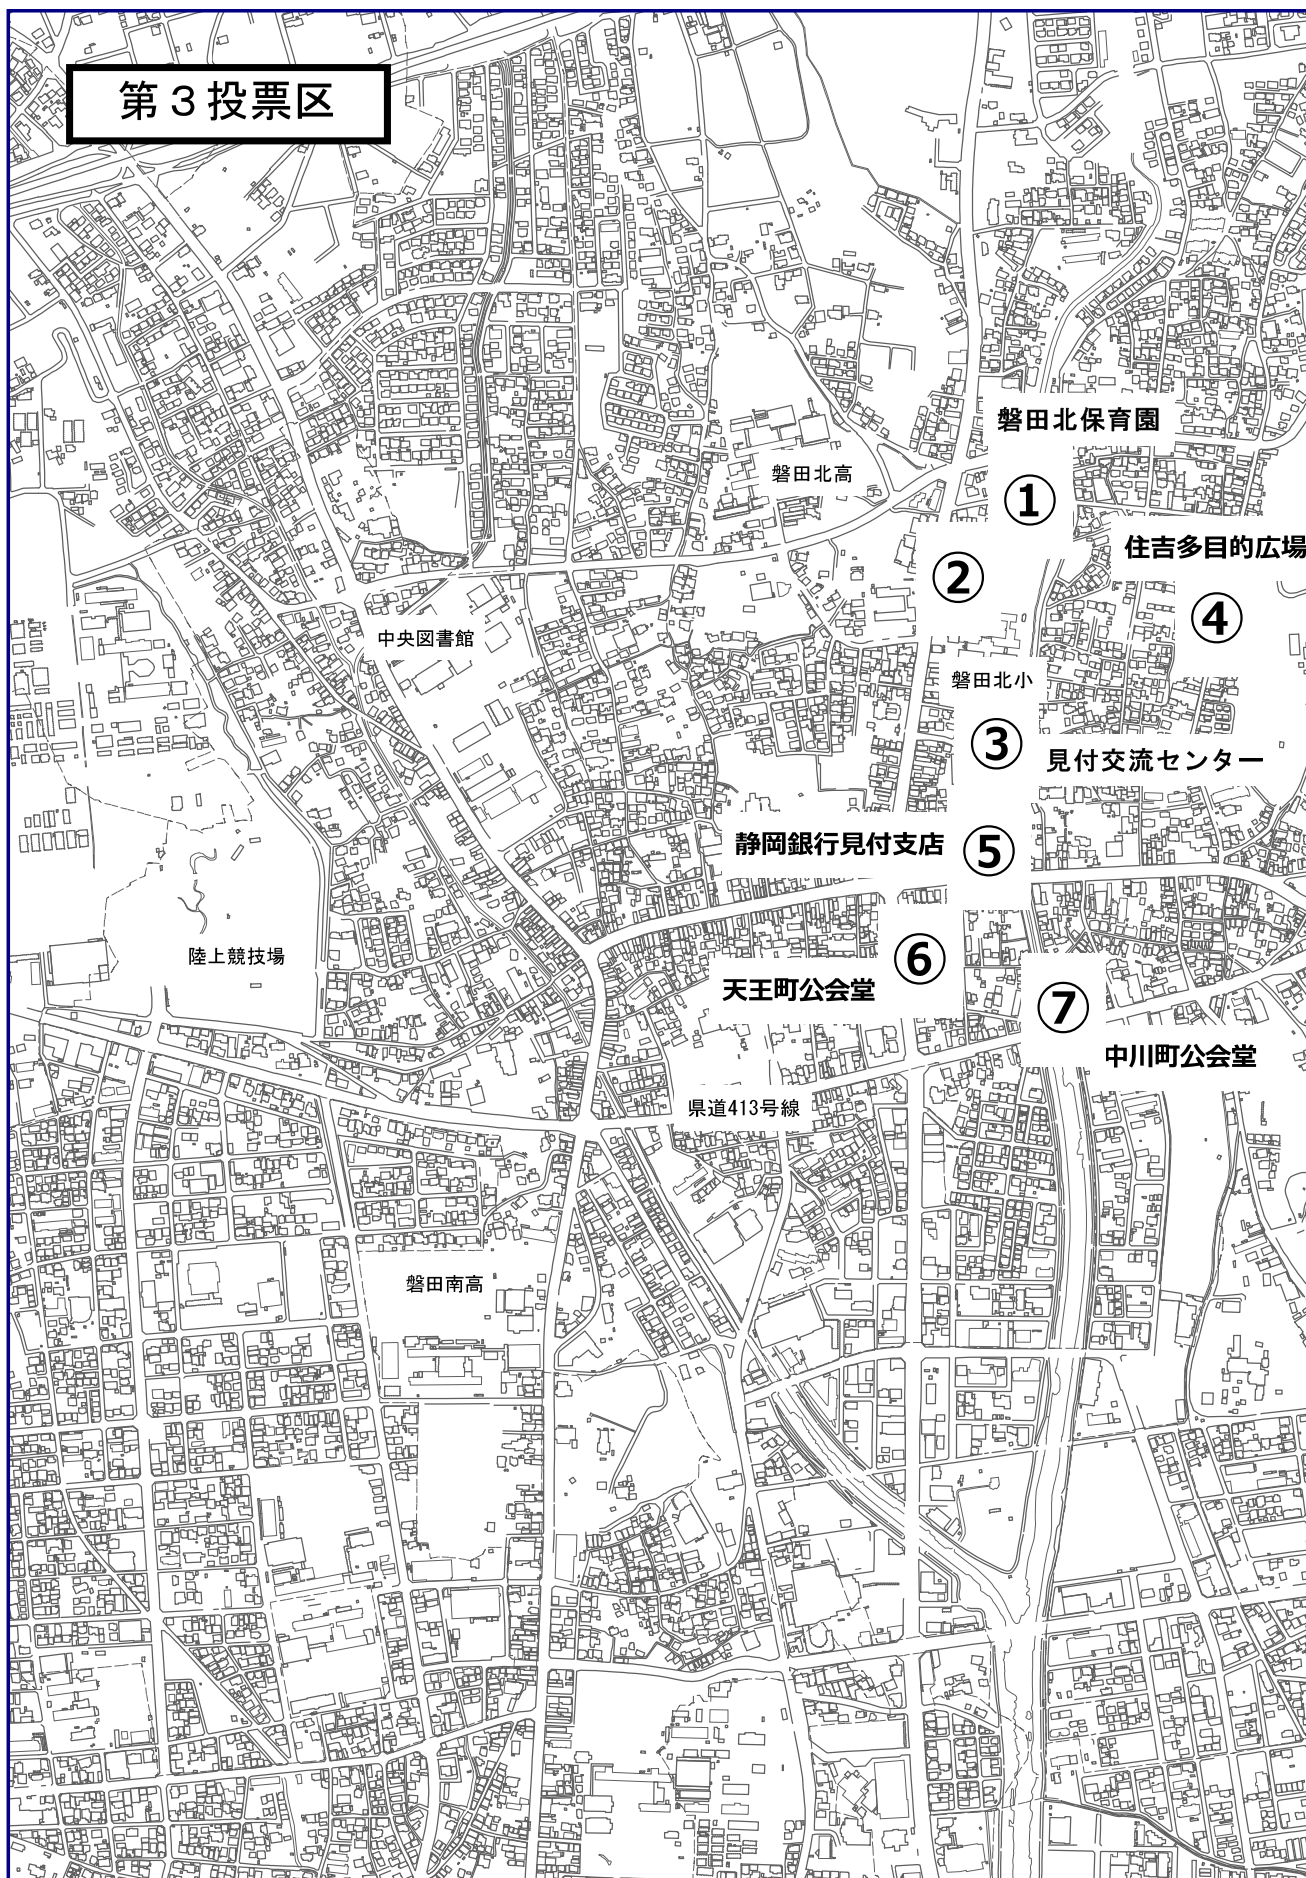 第３投票区
磐田北保育園
磐田北高
①
住吉多目的広場
②
④
中央図書館
磐田北小
③
見付交流センター
静岡銀行見付支店
⑤
陸上競技場
⑥
天王町公会堂
⑦
中川町公会堂
県道413号線
磐田南高